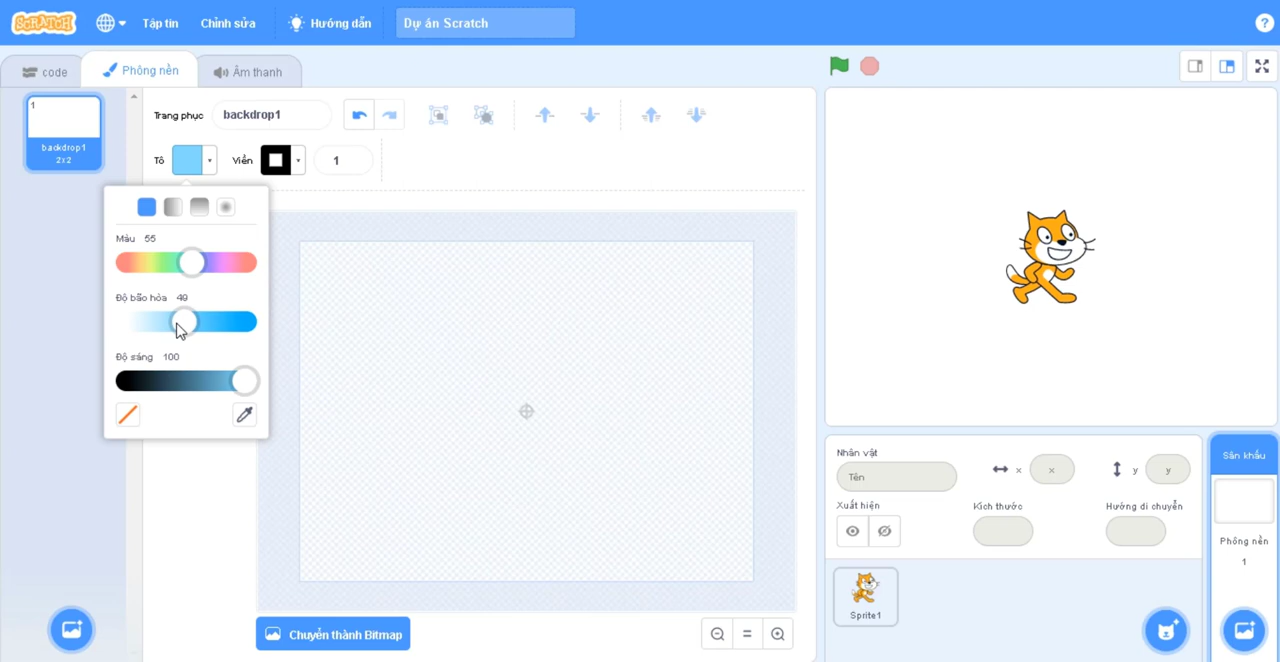 SCRATCH
Tập tin
Chỉnh sửa
Hướng dẫn
Dự án Scratch
?
code
Phông nền
Âm thanh
1
backdrop1
2x2
Trang phục
backdrop1
Tô
Viền
1
Màu 55
Độ bão hòa 49
Độ sáng 100
Chuyển thành Bitmap
Nhân vật
Tên
x
x
y
y
Xuất hiện
Kích thước
Hướng di chuyển
Sprite1
Sân khấu
Phông nền
1